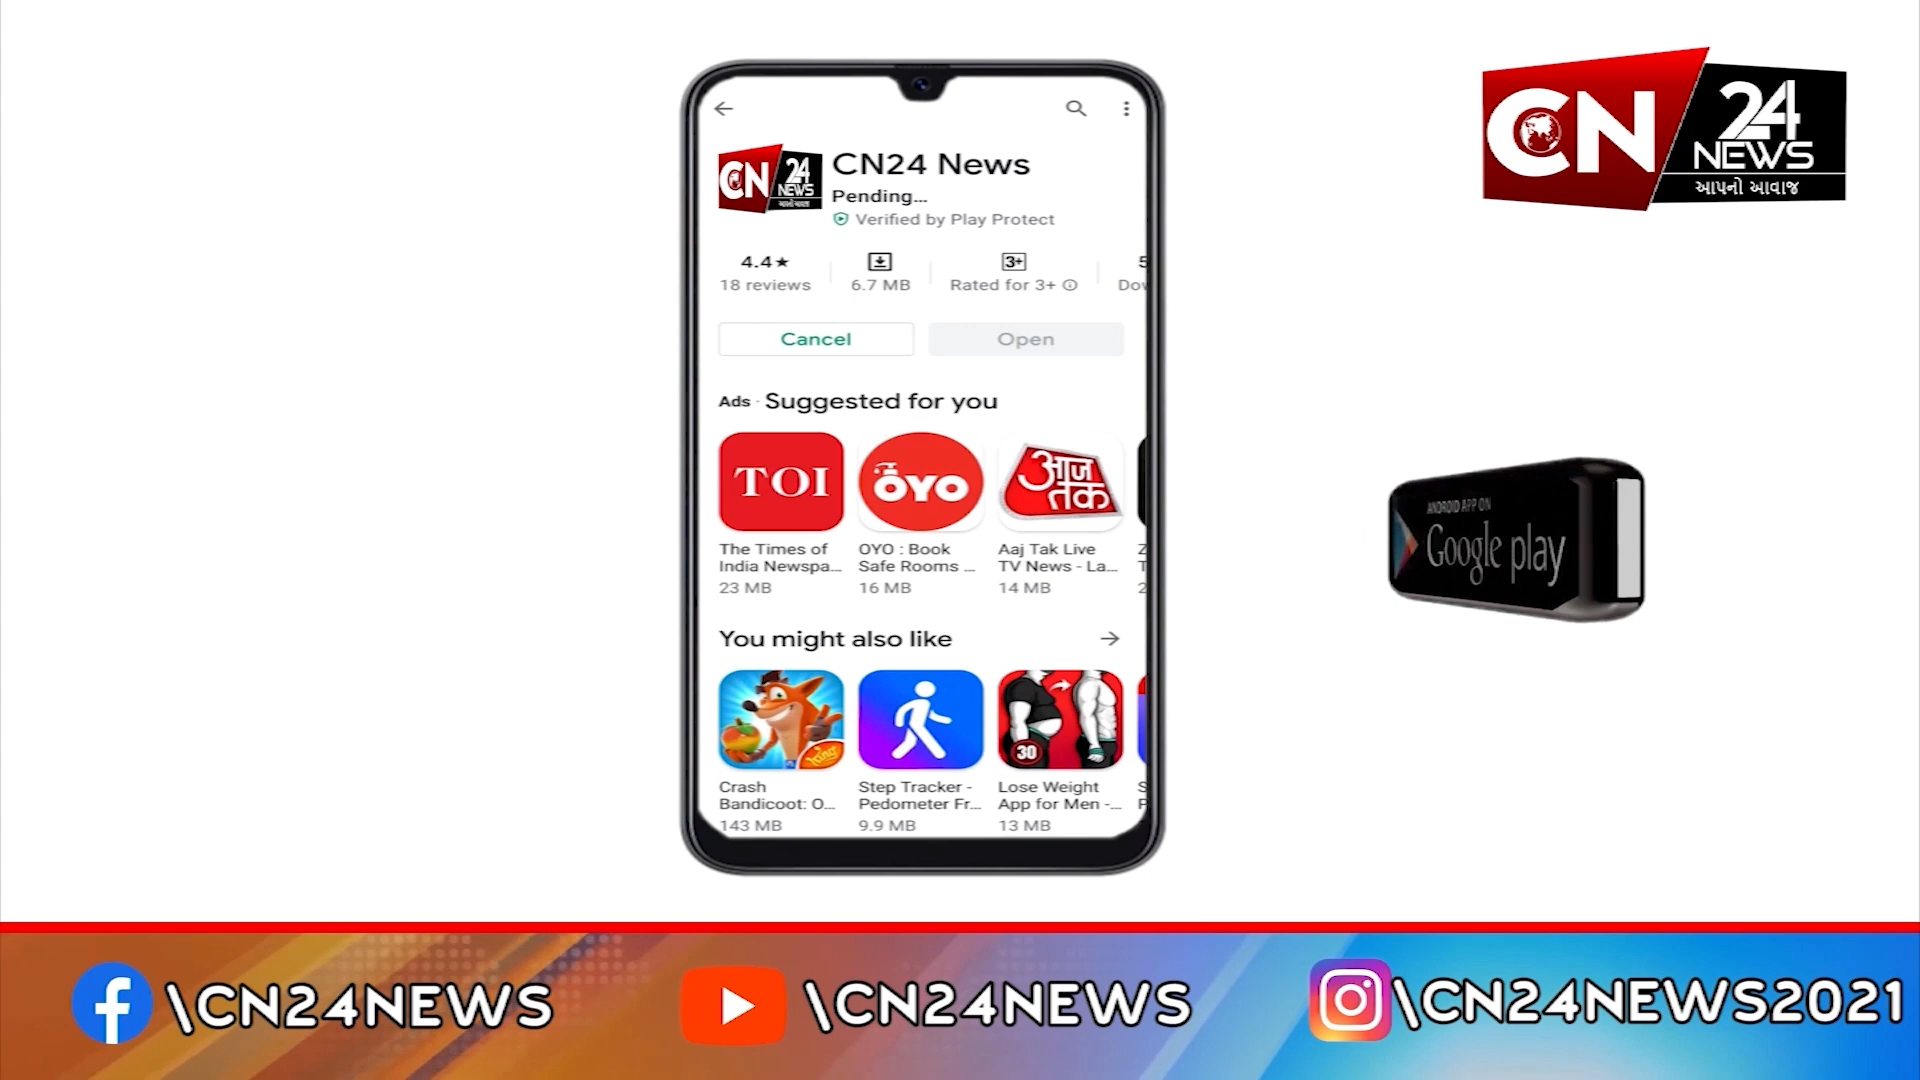 CN24 News
Pending...
Verified by Play Protect
4.4★
18 reviews
6.7 MB
3+
Rated for 3+
Cancel
Open
Ads · Suggested for you
TOI
OYO
आज तक
The Times of India Newspa...
23 MB
OYO : Book Safe Rooms ...
16 MB
Aaj Tak Live TV News - La...
14 MB
You might also like
King
30
Crash Bandicoot: O...
143 MB
Step Tracker - Pedometer Fr...
9.9 MB
Lose Weight App for Men -...
13 MB
CN 24 NEWS
આપનો આવાજ
ANDROID APP ON
Google play
\CN24NEWS
\CN24NEWS
\CN24NEWS2021